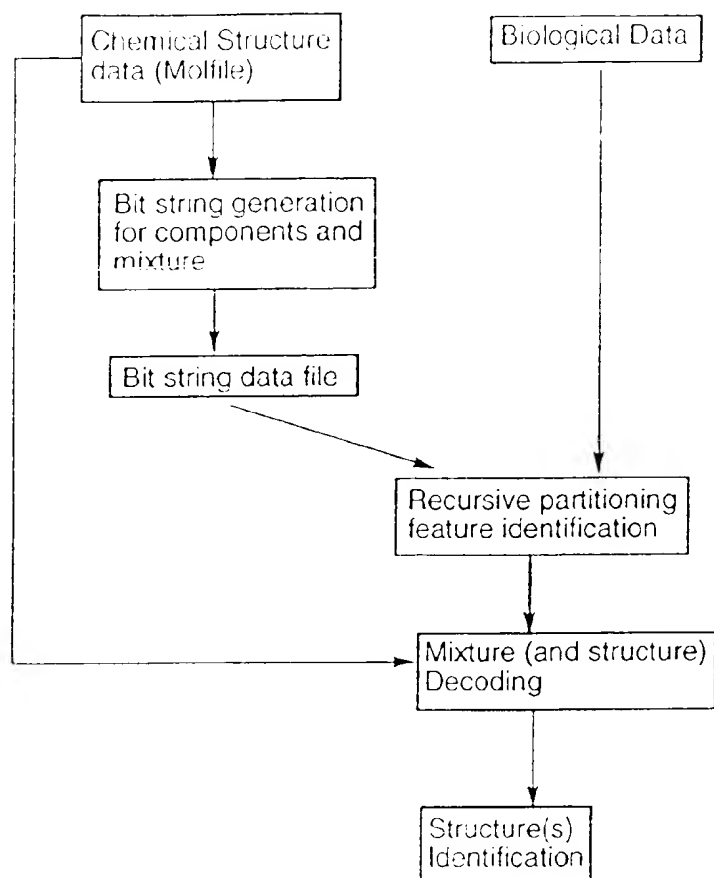 Chemical Structure
data (Molfile)
Biological Data
Bit string generation
for components and
mixture
Bit string data file
Recursive partitioning
feature identification
Mixture (and structure)
Decoding
Structure(s)
Identification